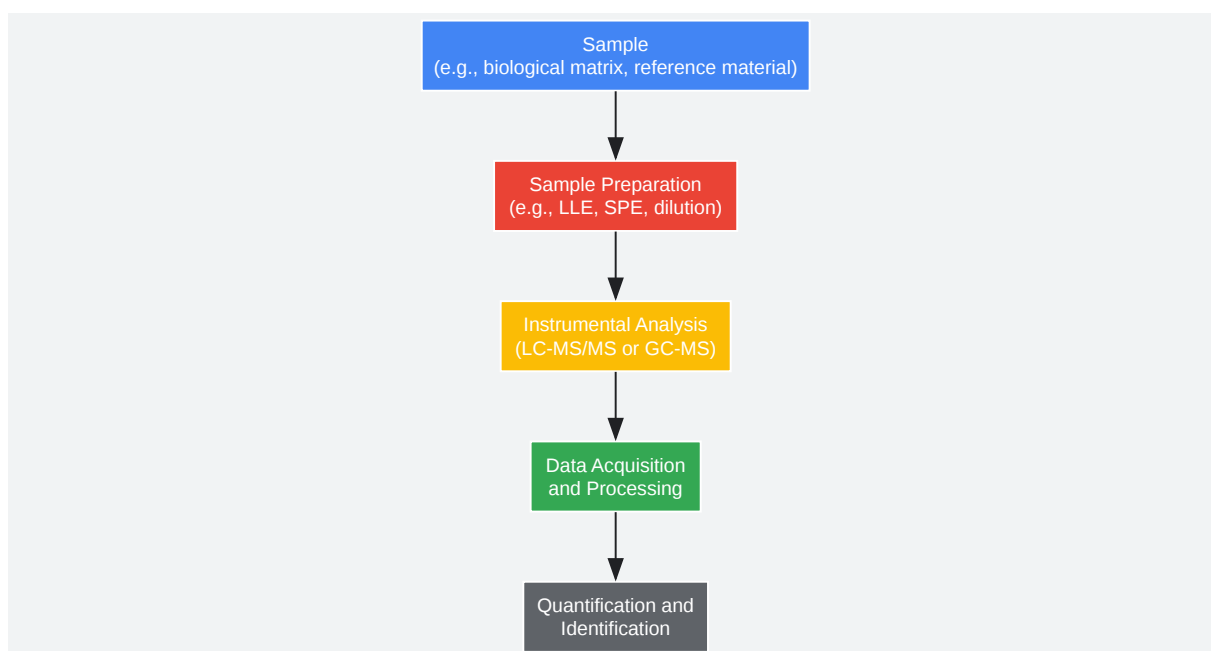 Sample
(e.g., biological matrix, reference material)
Sample Preparation
(e.g., LLE, SPE, dilution)
Instrumental Analysis
(LC-MS/MS or GC-MS)
Data Acquisition
and Processing
Quantification and
Identification